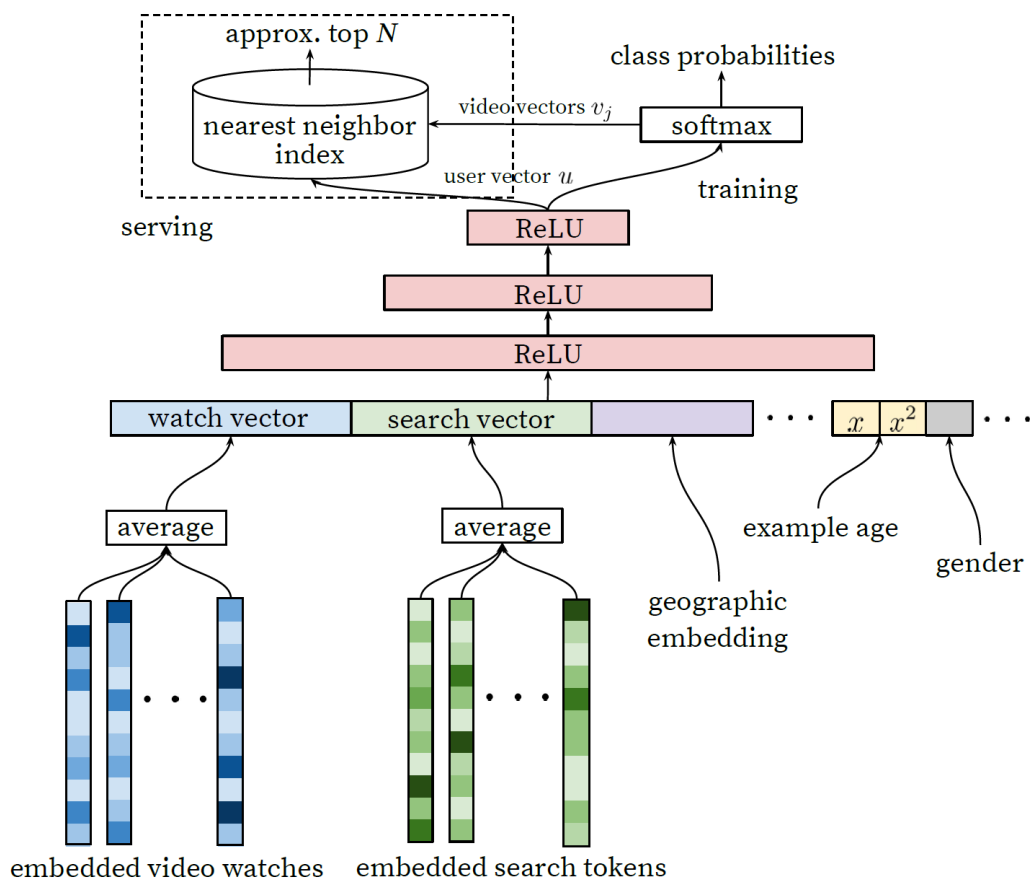 approx. top N
class probabilities
nearest neighbor
index
video vectors v_j
softmax
user vector u
training
serving
ReLU
ReLU
ReLU
watch vector
search vector
. . .
x
x²
. . .
average
average
example age
gender
geographic
embedding
. . .
. . .
embedded video watches
embedded search tokens